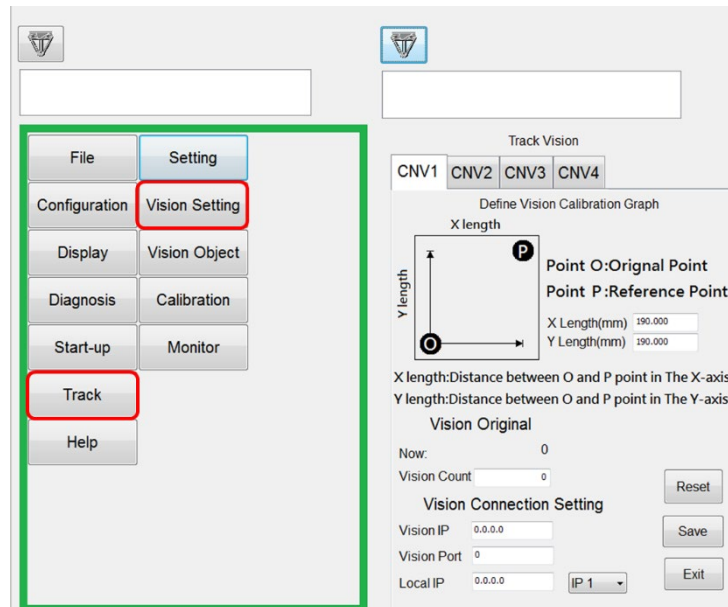 File Setting
Configuration Vision Setting
Display Vision Object
Diagnosis Calibration
Start-up Monitor
Track
Help
Track Vision
CNV1 CNV2 CNV3 CNV4
Define Vision Calibration Graph
X length
Y length
P
O
Point O:Orignal Point
Point P:Reference Point
X Length(mm) 190.000
Y Length(mm) 190.000
X length:Distance between O and P point in The X-axis
Y length:Distance between O and P point in The Y-axis
Vision Original
Now: 0
Vision Count 0
Reset
Vision Connection Setting
Vision IP 0.0.0.0
Save
Vision Port 0
Local IP 0.0.0.0 IP 1
Exit